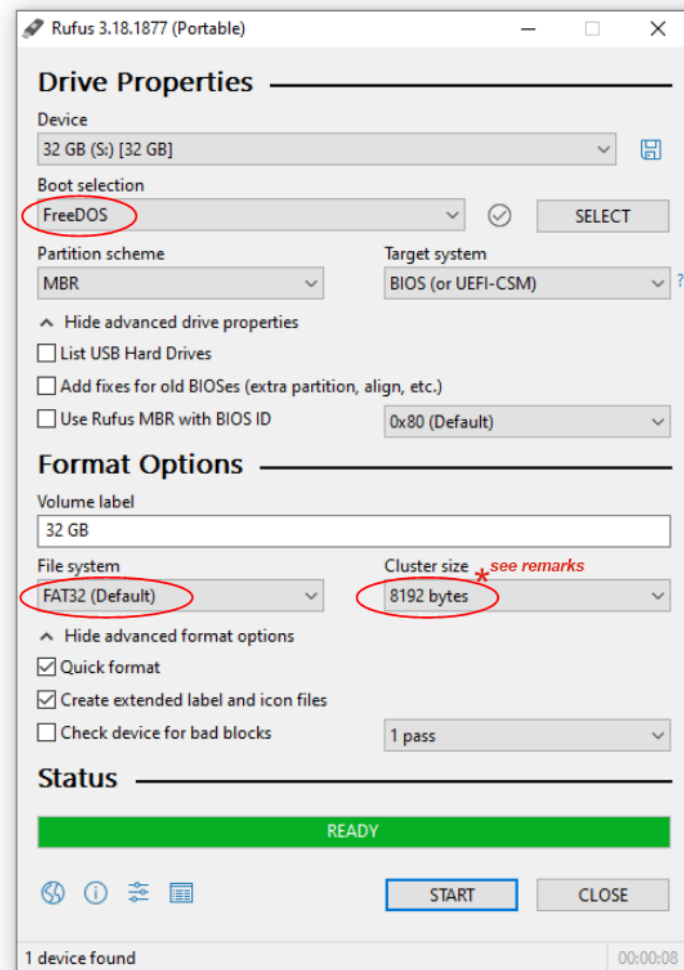 Rufus 3.18.1877 (Portable)
Drive Properties
Device
32 GB (S:) [32 GB]
Boot selection
FreeDOS
SELECT
Partition scheme
Target system
MBR
BIOS (or UEFI-CSM)
?
Hide advanced drive properties
List USB Hard Drives
Add fixes for old BIOSes (extra partition, align, etc.)
Use Rufus MBR with BIOS ID
0x80 (Default)
Format Options
Volume label
32 GB
File system
Cluster size *see remarks
FAT32 (Default)
8192 bytes
Hide advanced format options
Quick format
Create extended label and icon files
Check device for bad blocks
1 pass
Status
READY
START
CLOSE
1 device found
00:00:08